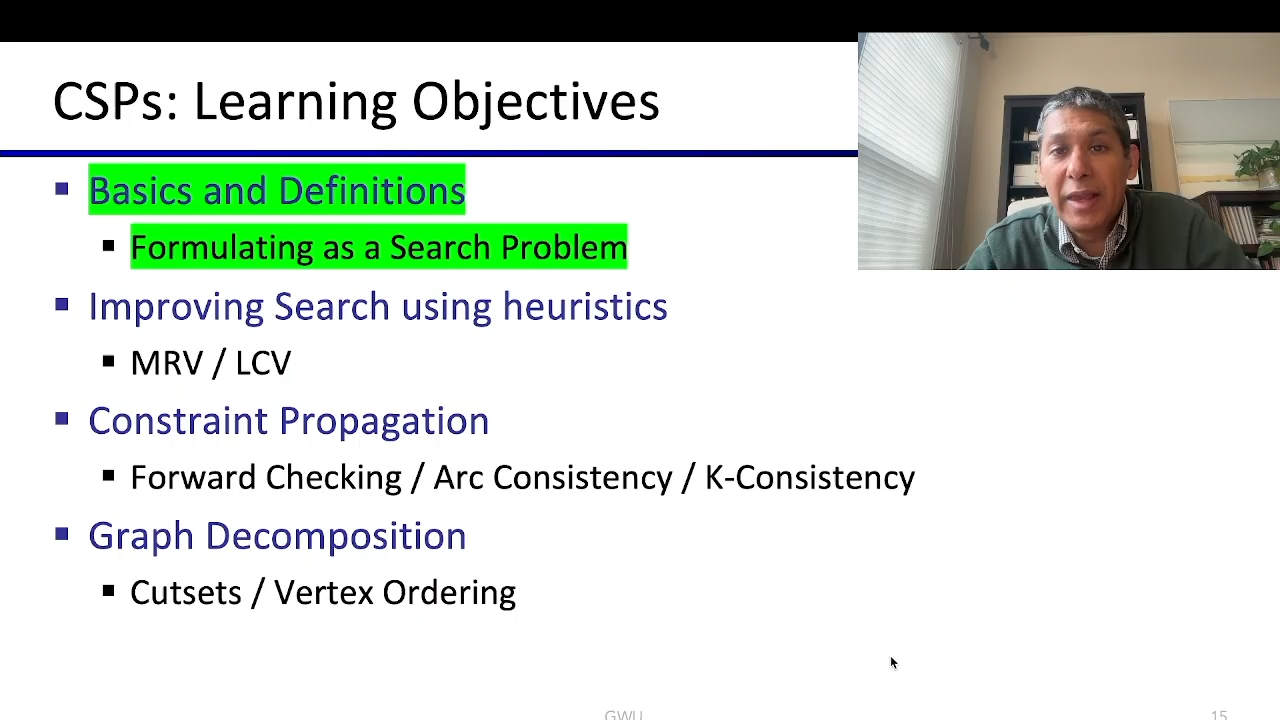 CSPs: Learning Objectives
Basics and Definitions
Formulating as a Search Problem
Improving Search using heuristics
MRV / LCV
Constraint Propagation
Forward Checking / Arc Consistency / K-Consistency
Graph Decomposition
Cutsets / Vertex Ordering
GWU
15